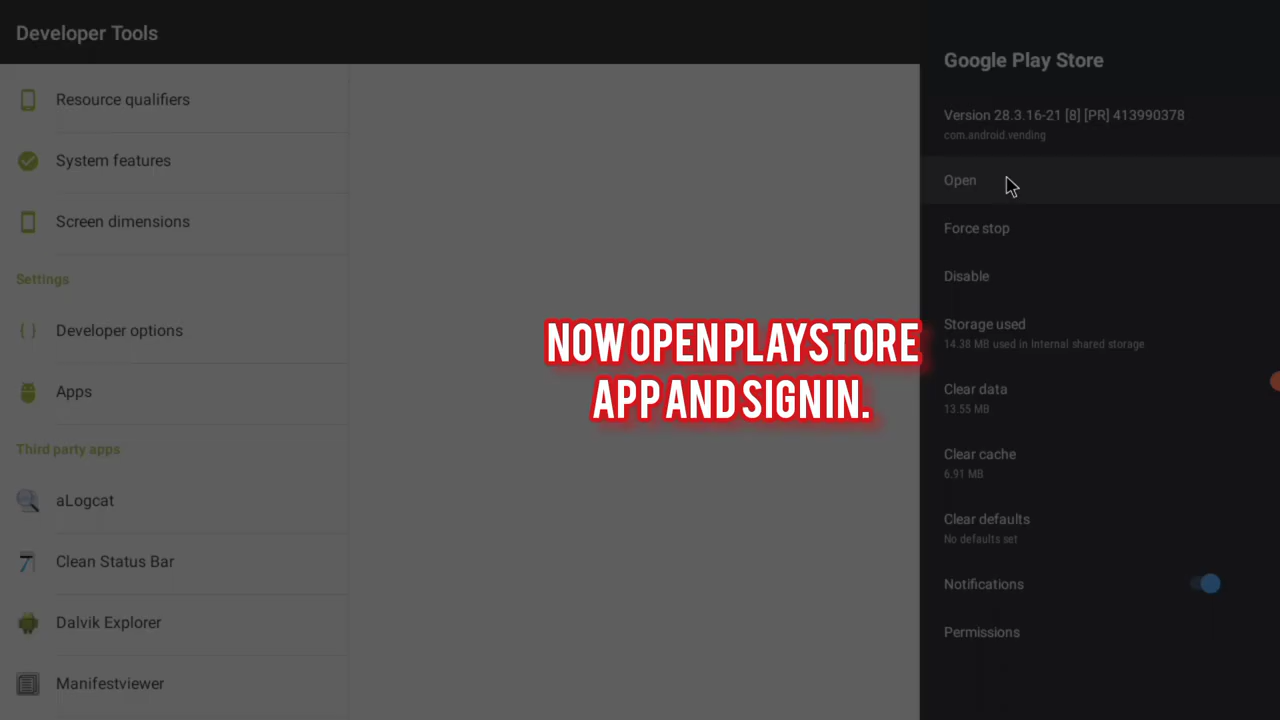 Developer Tools
Resource qualifiers
System features
Screen dimensions
Settings
Developer options
Apps
Third party apps
aLogcat
Clean Status Bar
Dalvik Explorer
Manifestviewer
NOW OPEN PLAYSTORE
APP AND SIGNIN.
Google Play Store
Version 28.3.16-21 [8] [PR] 413990378
com.android.vending
Open
Force stop
Disable
Storage used
14.38 MB used in Internal shared storage
Clear data
13.55 MB
Clear cache
6.91 MB
Clear defaults
No defaults set
Notifications
Permissions